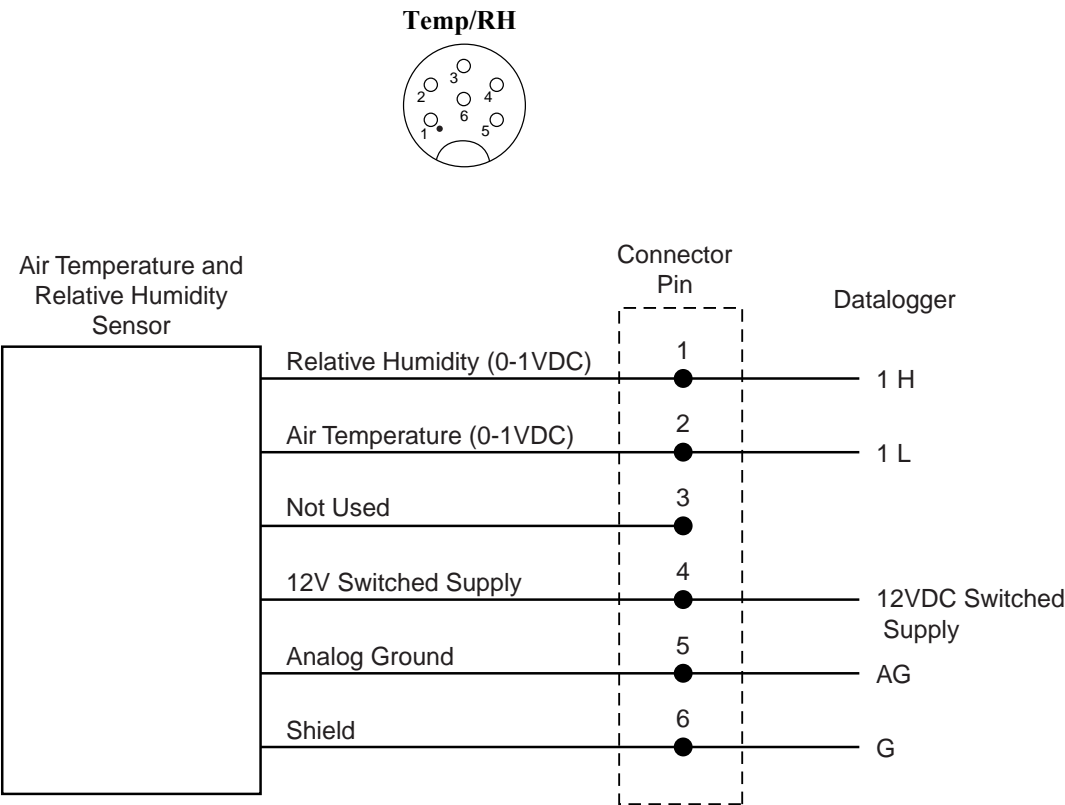 Temp/RH
3
2
4
6
1
5
Air Temperature and
Relative Humidity
Sensor
Connector
Pin
Datalogger
Relative Humidity (0-1VDC)
1
1 H
Air Temperature (0-1VDC)
2
1 L
Not Used
3
12V Switched Supply
4
12VDC Switched
Supply
Analog Ground
5
AG
Shield
6
G